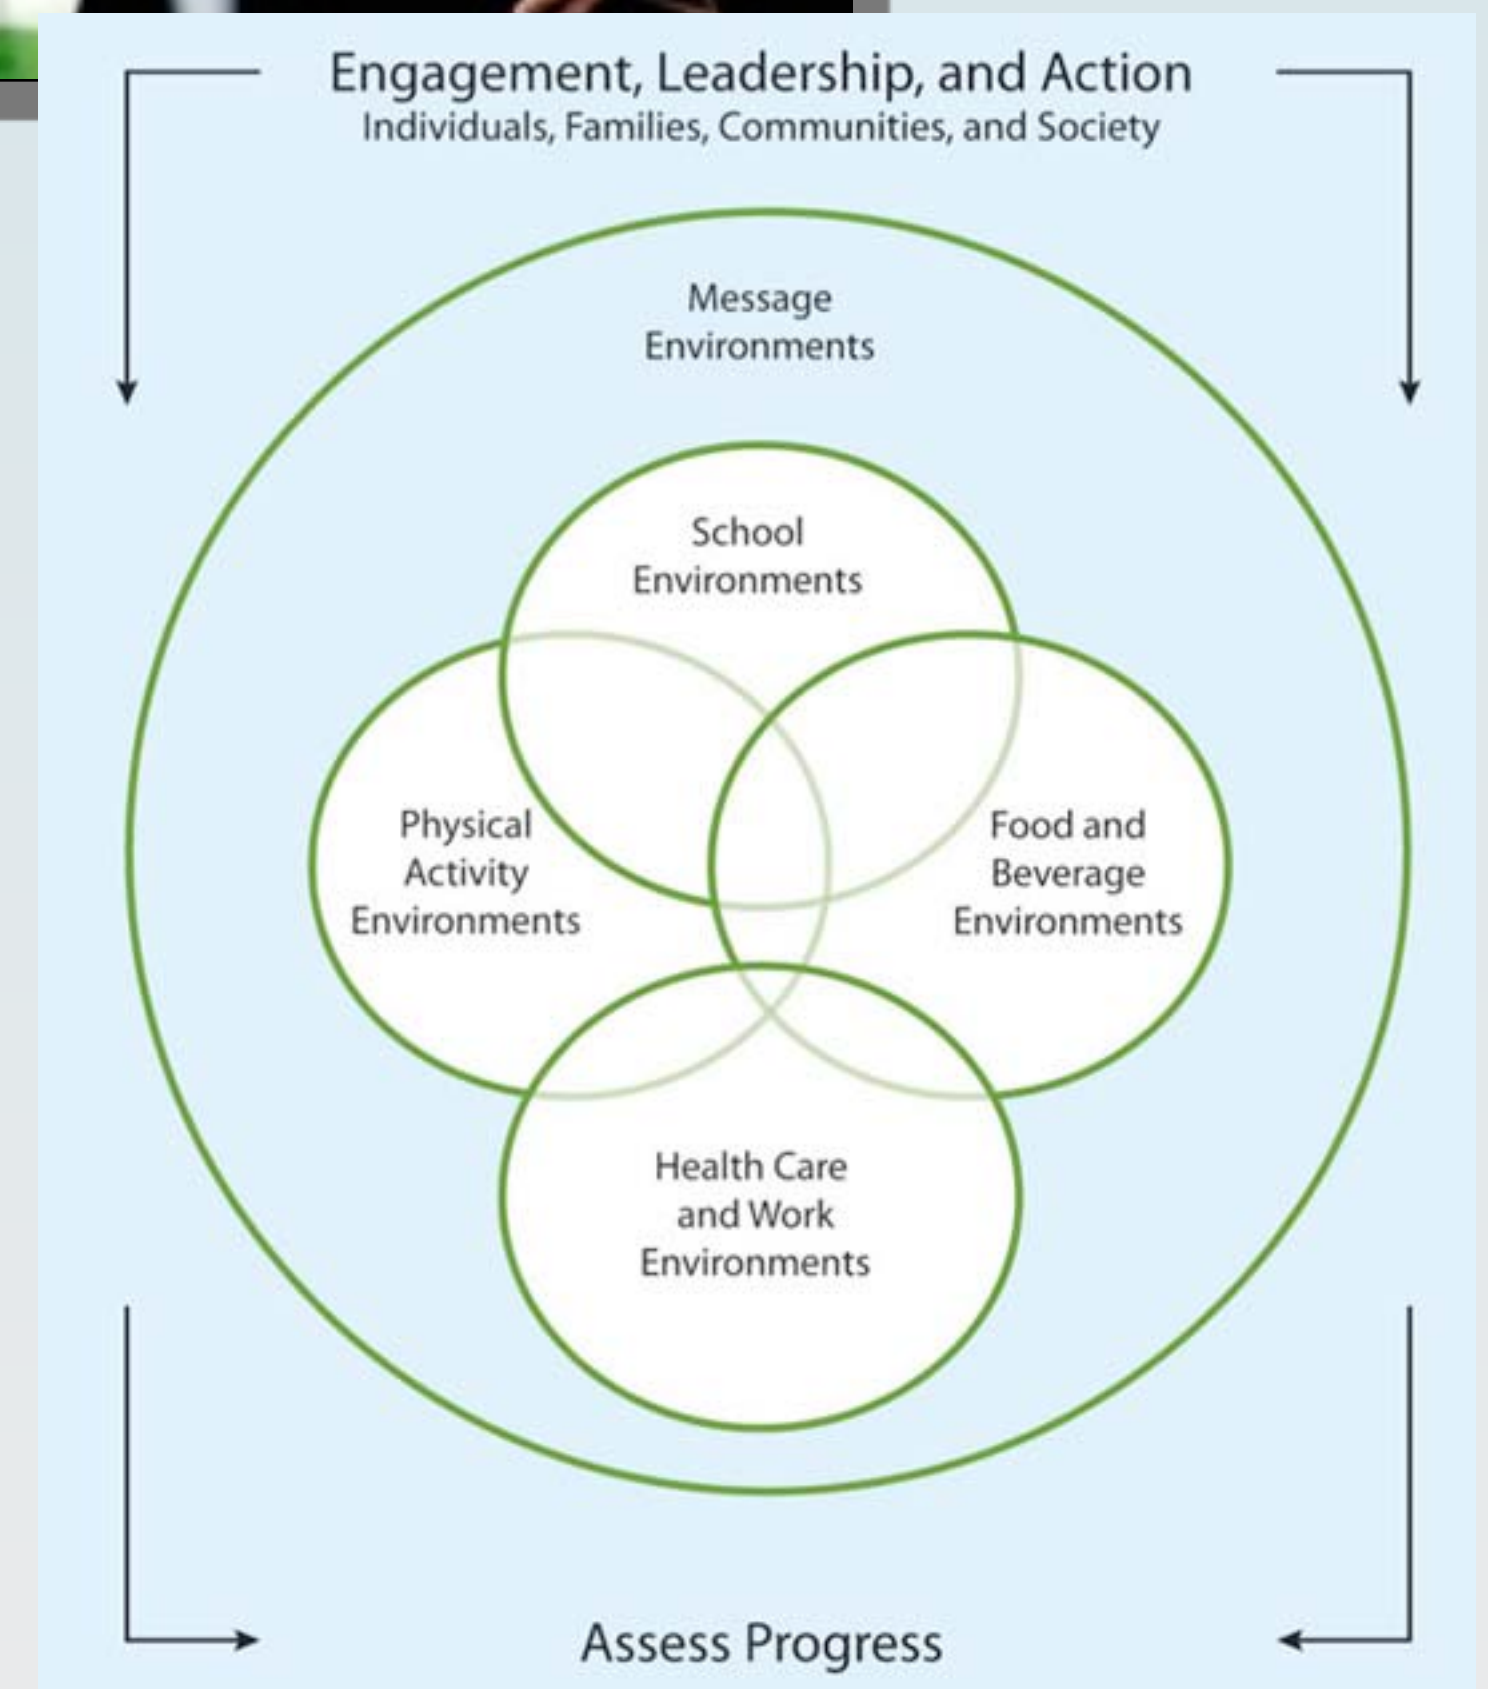 Engagement, Leadership, and Action
Individuals, Families, Communities, and Society
Message
Environments
School
Environments
Physical
Activity
Environments
Food and
Beverage
Environments
Health Care
and Work
Environments
Assess Progress